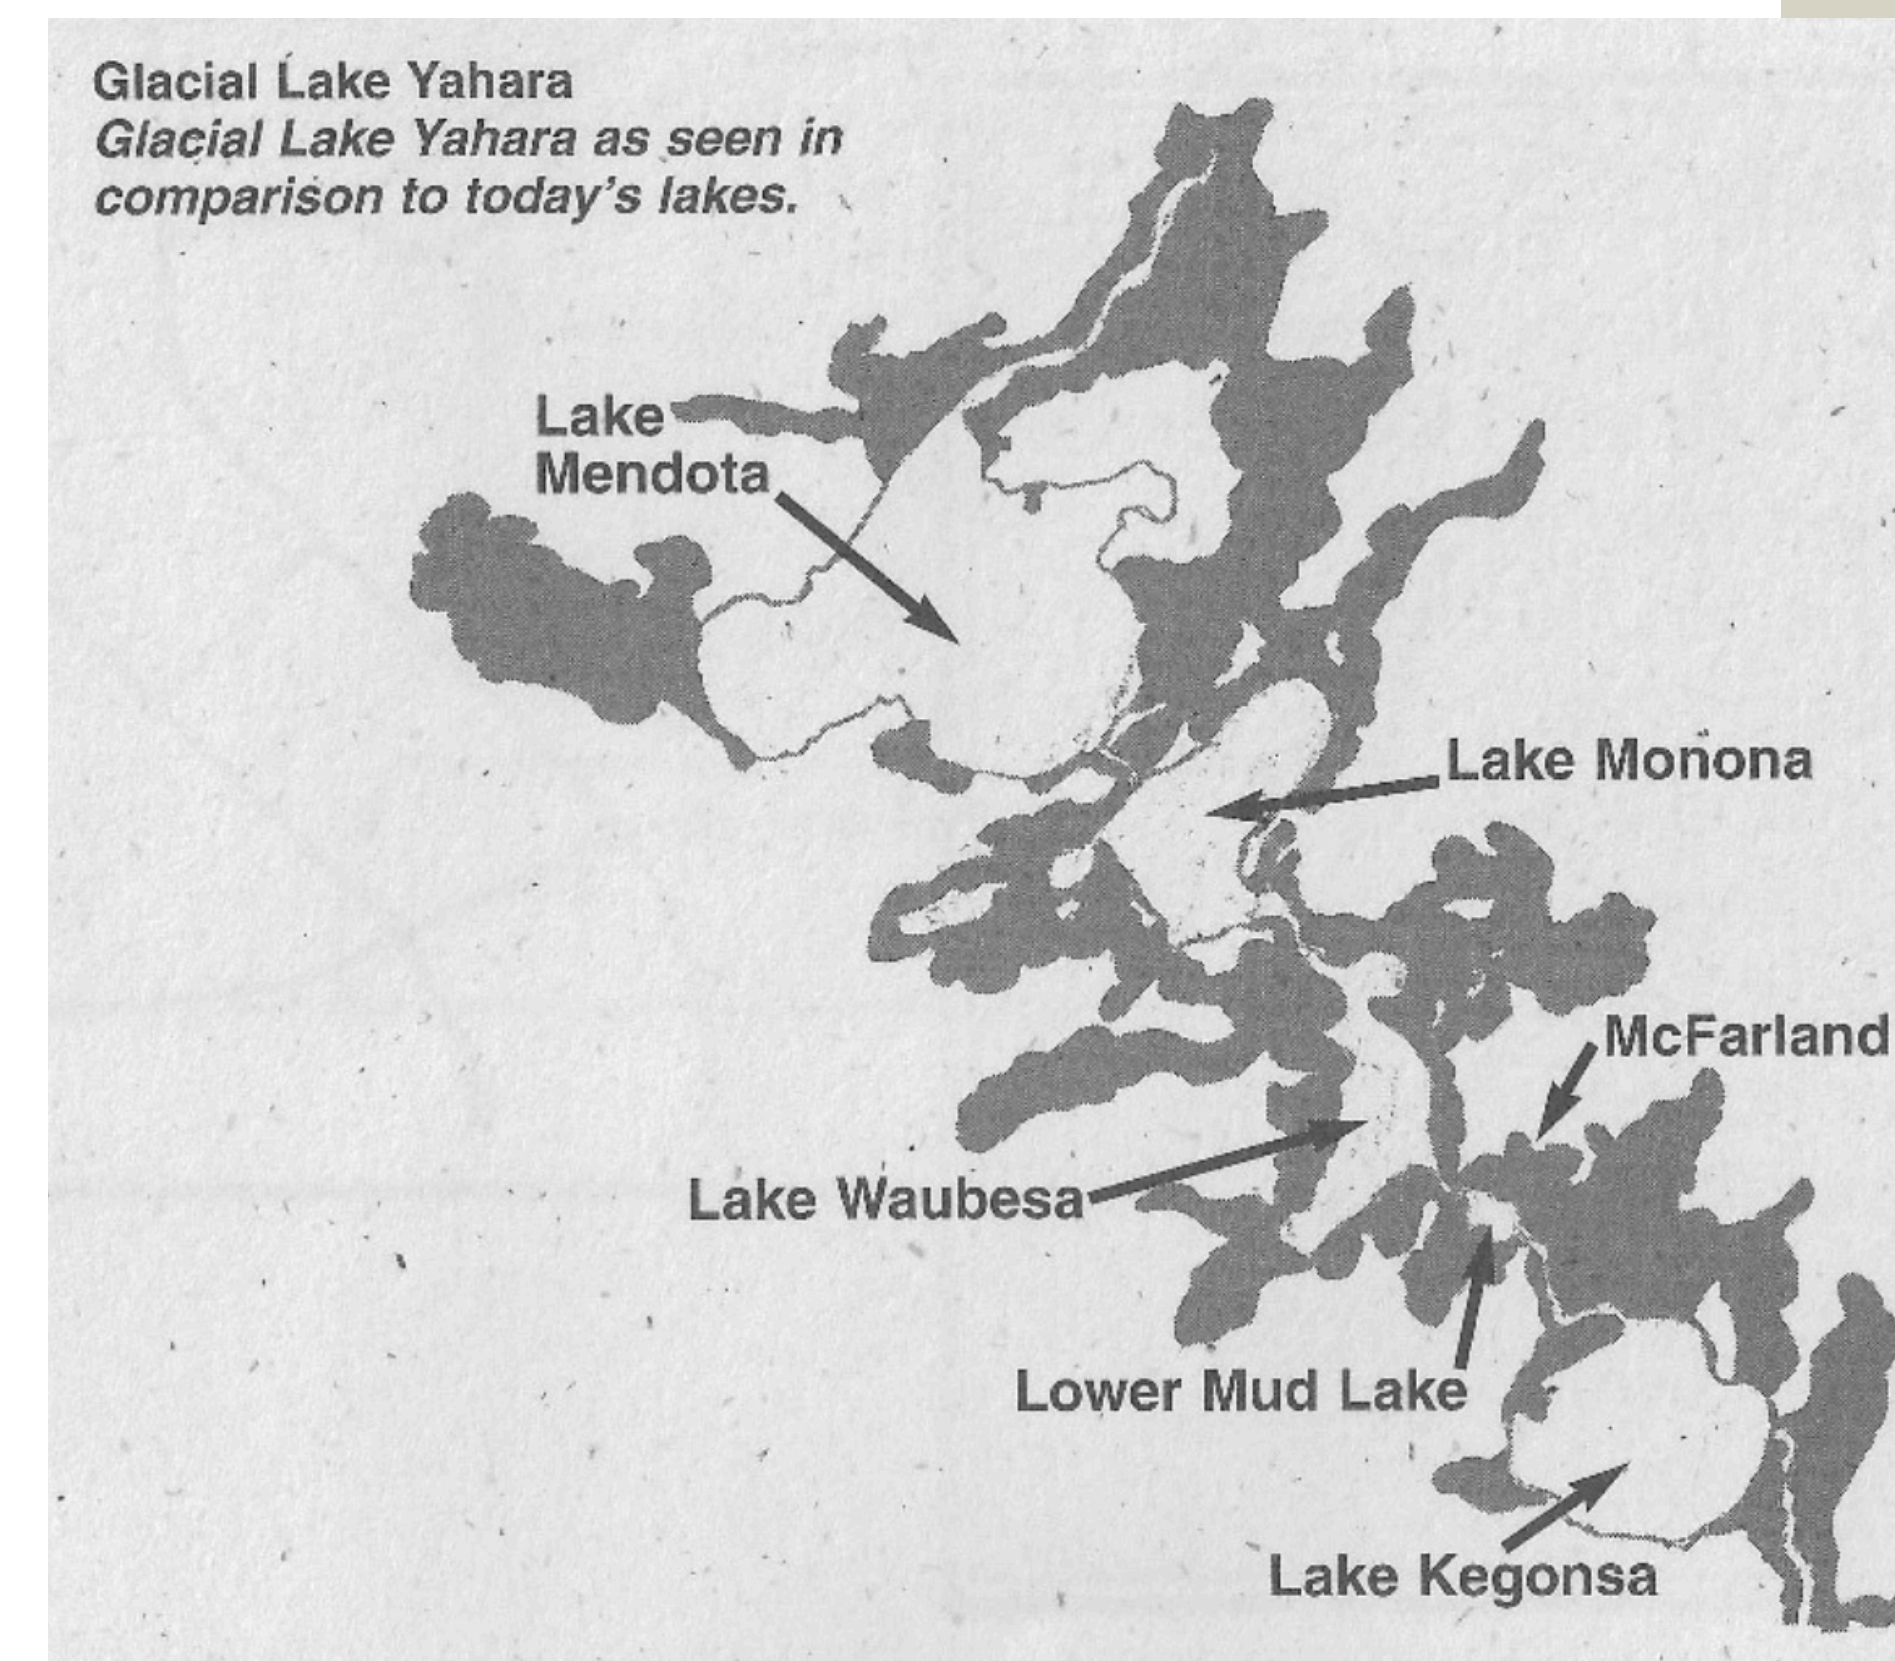 Glacial Lake Yahara
Glacial Lake Yahara as seen in
comparison to today's lakes.
Lake
Mendota
Lake Monona
McFarland
Lake Waubesa
Lower Mud Lake
Lake Kegonsa